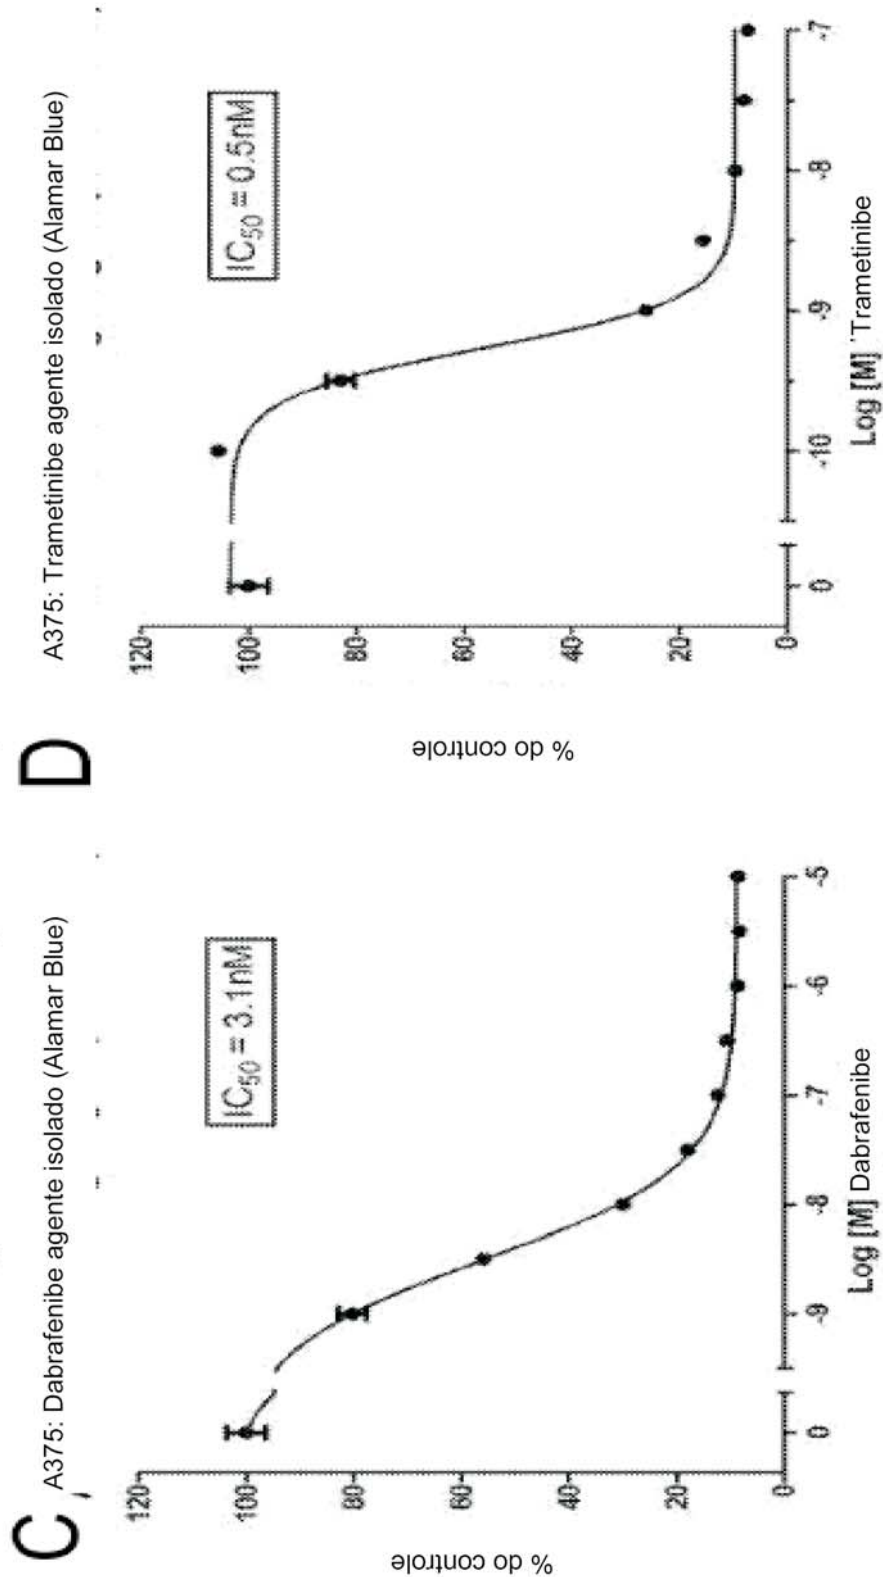 C
A375: Dabrafenibe agente isolado (Alamar Blue)
IC50 = 3.1nM
% do controle
120
100
80
60
40
20
0
0
-9
-8
-7
-6
-5
Log [M] Dabrafenibe
D
A375: Trametinibe agente isolado (Alamar Blue)
IC50 = 0.5nM
% do controle
120
100
80
60
40
20
0
0
-10
-9
-8
-7
Log [M] Trametinibe